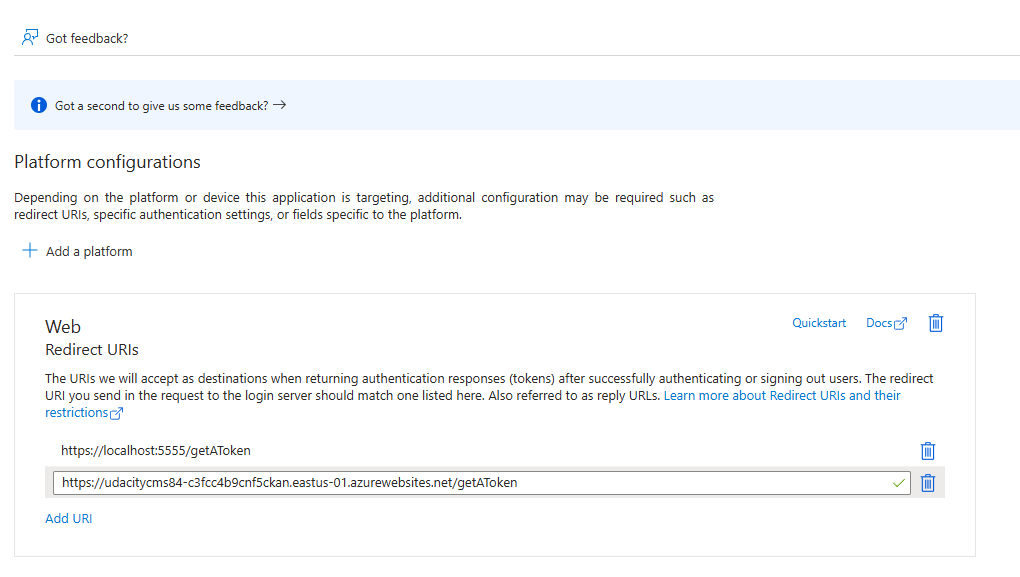 Got feedback?
Got a second to give us some feedback? →
Platform configurations
Depending on the platform or device this application is targeting, additional configuration may be required such as
redirect URIs, specific authentication settings, or fields specific to the platform.
Add a platform
Web
Quickstart
Docs
Redirect URIs
The URIs we will accept as destinations when returning authentication responses (tokens) after successfully authenticating or signing out users. The redirect
URI you send in the request to the login server should match one listed here. Also referred to as reply URLs. Learn more about Redirect URIs and their
restrictions
https://localhost:5555/getAToken
https://udacitycms84-c3fcc4b9cnf5ckan.eastus-01.azurewebsites.net/getAToken
Add URI